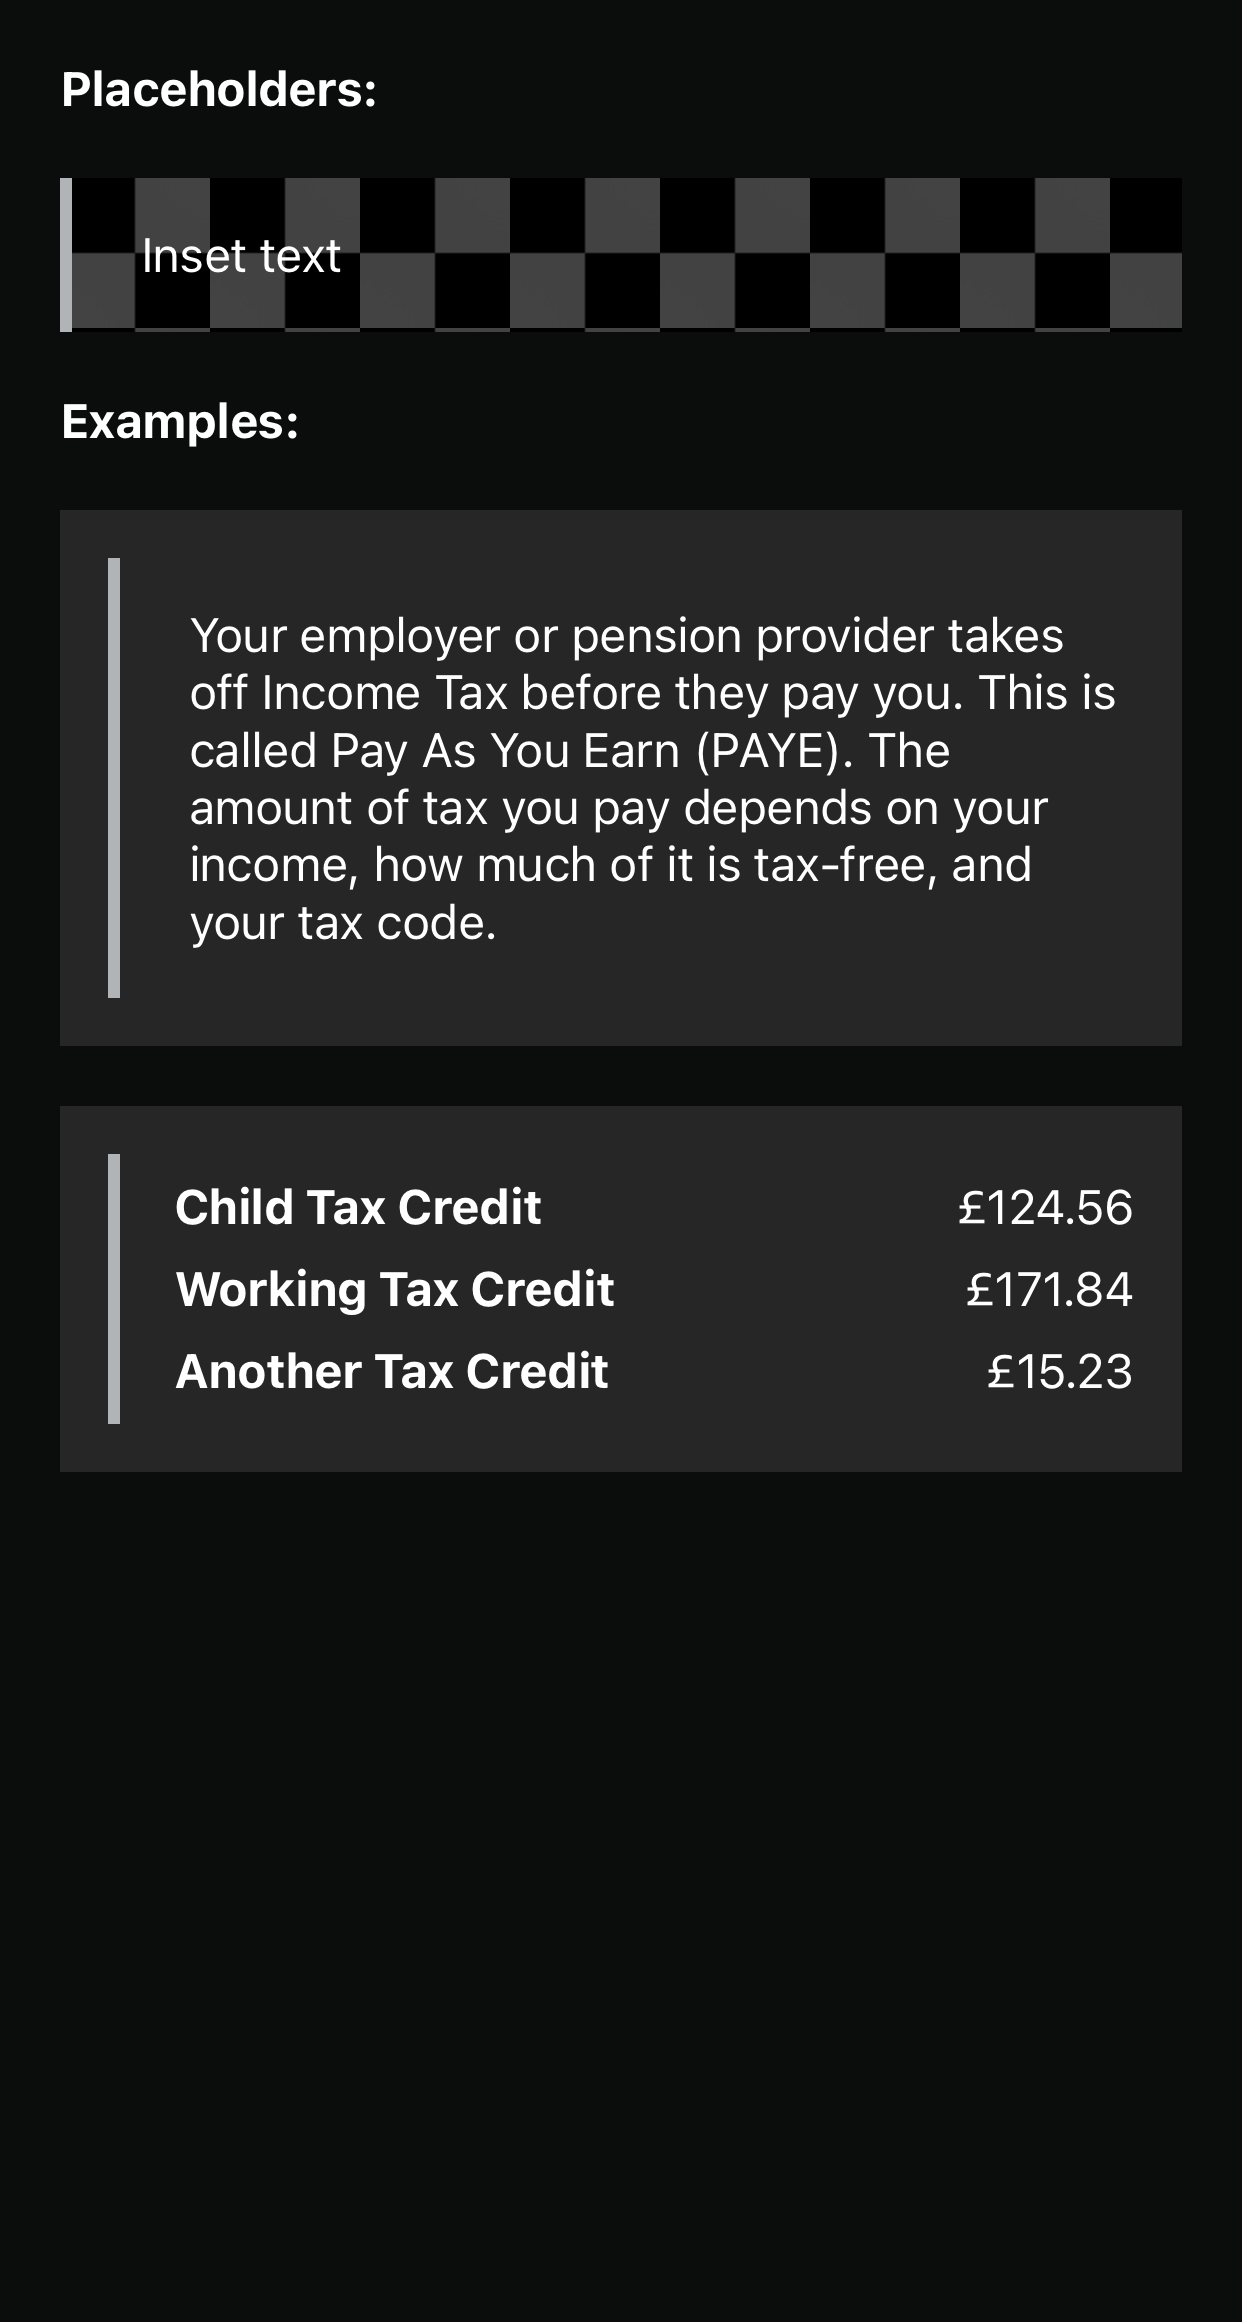 Placeholders:
Inset text
Examples:
Your employer or pension provider takes
off Income Tax before they pay you. This is
called Pay As You Earn (PAYE). The
amount of tax you pay depends on your
income, how much of it is tax-free, and
your tax code.
Child Tax Credit £124.56
Working Tax Credit £171.84
Another Tax Credit £15.23